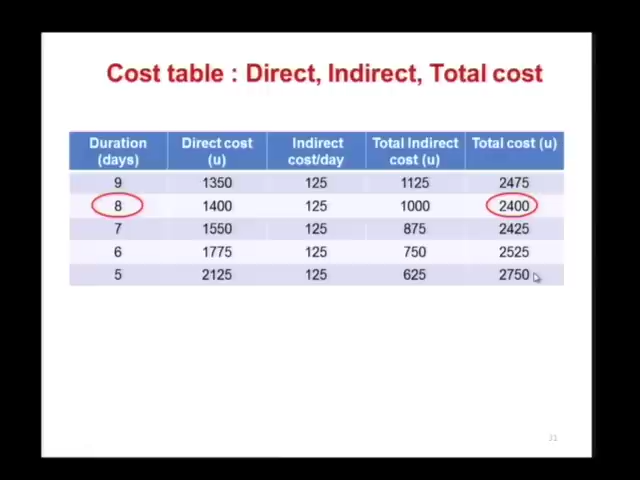 Cost table : Direct, Indirect, Total cost
Duration (days) Direct cost (u) Indirect cost/day Total Indirect cost (u) Total cost (u)
9 1350 125 1125 2475
8 1400 125 1000 2400
7 1550 125 875 2425
6 1775 125 750 2525
5 2125 125 625 2750
31